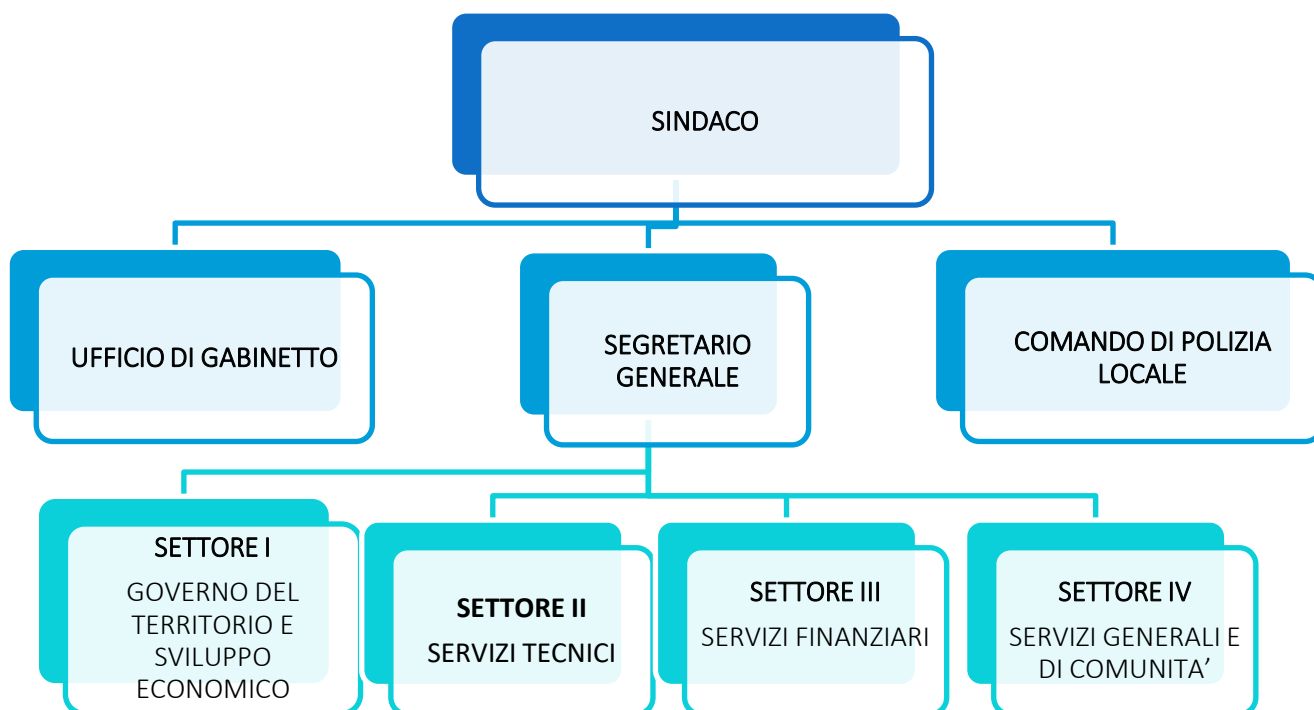 SINDACO
UFFICIO DI GABINETTO
SEGRETARIO
GENERALE
COMANDO DI POLIZIA
LOCALE
SETTORE I
GOVERNO DEL
TERRITORIO E
SVILUPPO
ECONOMICO
SETTORE II
SERVIZI TECNICI
SETTORE III
SERVIZI FINANZIARI
SETTORE IV
SERVIZI GENERALI E
DI COMUNITA’